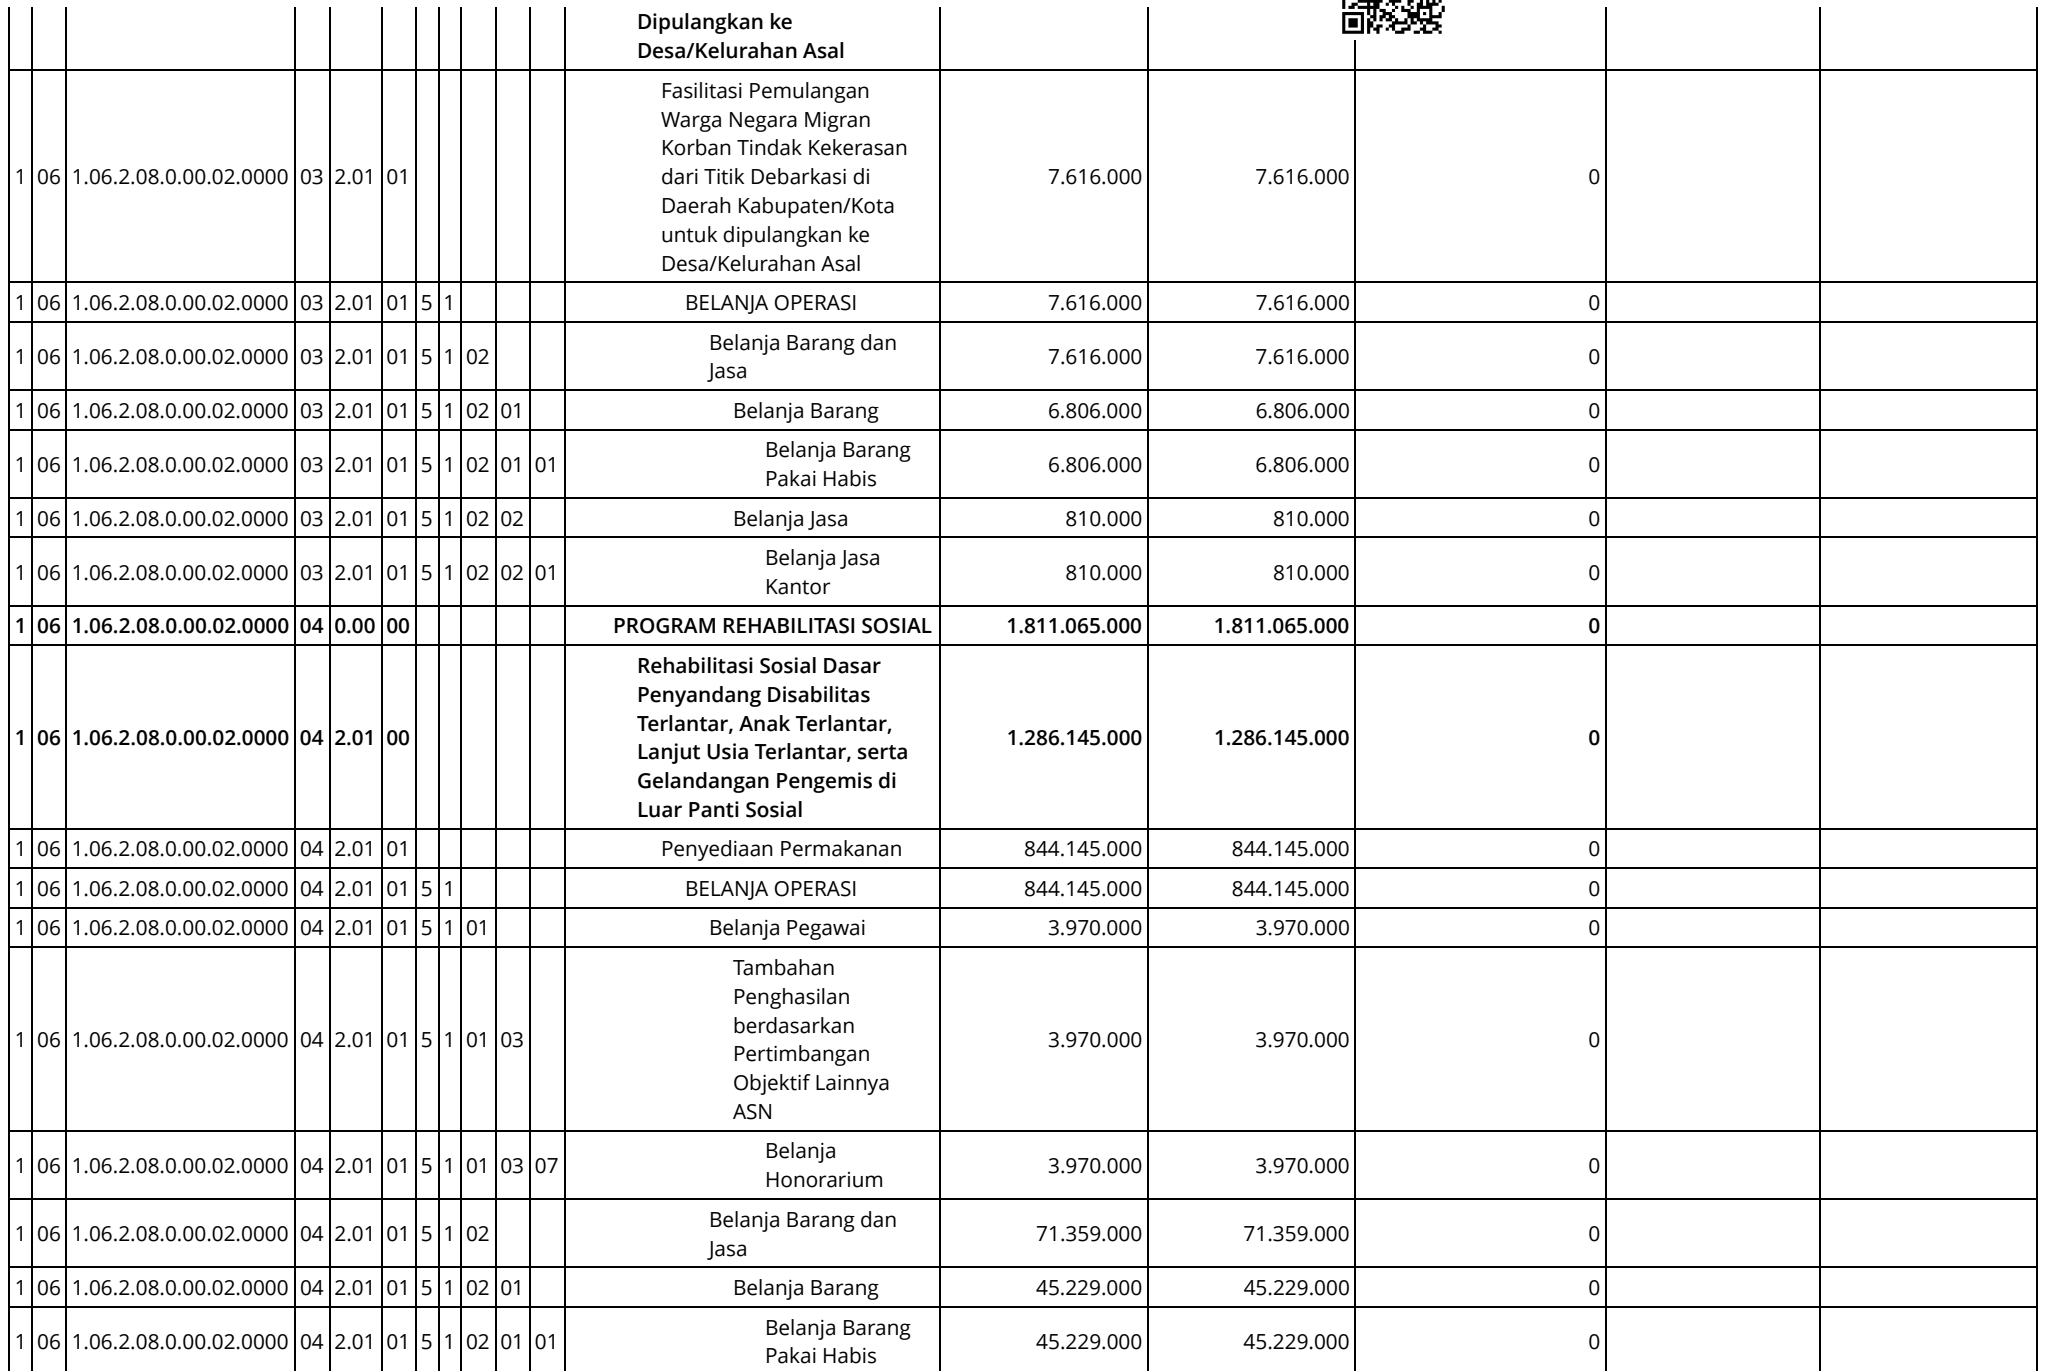 Dipulangkan ke
Desa/Kelurahan Asal
1 06 1.06.2.08.0.00.02.0000 03 2.01 01 Fasilitasi Pemulangan
Warga Negara Migran
Korban Tindak Kekerasan
dari Titik Debarkasi di
Daerah Kabupaten/Kota
untuk dipulangkan ke
Desa/Kelurahan Asal 7.616.000 7.616.000 0
1 06 1.06.2.08.0.00.02.0000 03 2.01 01 5 1 BELANJA OPERASI 7.616.000 7.616.000 0
1 06 1.06.2.08.0.00.02.0000 03 2.01 01 5 1 02 Belanja Barang dan
Jasa 7.616.000 7.616.000 0
1 06 1.06.2.08.0.00.02.0000 03 2.01 01 5 1 02 01 Belanja Barang 6.806.000 6.806.000 0
1 06 1.06.2.08.0.00.02.0000 03 2.01 01 5 1 02 01 01 Belanja Barang
Pakai Habis 6.806.000 6.806.000 0
1 06 1.06.2.08.0.00.02.0000 03 2.01 01 5 1 02 02 Belanja Jasa 810.000 810.000 0
1 06 1.06.2.08.0.00.02.0000 03 2.01 01 5 1 02 02 01 Belanja Jasa
Kantor 810.000 810.000 0
1 06 1.06.2.08.0.00.02.0000 04 0.00 00 PROGRAM REHABILITASI SOSIAL 1.811.065.000 1.811.065.000 0
1 06 1.06.2.08.0.00.02.0000 04 2.01 00 Rehabilitasi Sosial Dasar
Penyandang Disabilitas
Terlantar, Anak Terlantar,
Lanjut Usia Terlantar, serta
Gelandangan Pengemis di
Luar Panti Sosial 1.286.145.000 1.286.145.000 0
1 06 1.06.2.08.0.00.02.0000 04 2.01 01 Penyediaan Permakanan 844.145.000 844.145.000 0
1 06 1.06.2.08.0.00.02.0000 04 2.01 01 5 1 BELANJA OPERASI 844.145.000 844.145.000 0
1 06 1.06.2.08.0.00.02.0000 04 2.01 01 5 1 01 Belanja Pegawai 3.970.000 3.970.000 0
1 06 1.06.2.08.0.00.02.0000 04 2.01 01 5 1 01 03 Tambahan
Penghasilan
berdasarkan
Pertimbangan
Objektif Lainnya
ASN 3.970.000 3.970.000 0
1 06 1.06.2.08.0.00.02.0000 04 2.01 01 5 1 01 03 07 Belanja
Honorarium 3.970.000 3.970.000 0
1 06 1.06.2.08.0.00.02.0000 04 2.01 01 5 1 02 Belanja Barang dan
Jasa 71.359.000 71.359.000 0
1 06 1.06.2.08.0.00.02.0000 04 2.01 01 5 1 02 01 Belanja Barang 45.229.000 45.229.000 0
1 06 1.06.2.08.0.00.02.0000 04 2.01 01 5 1 02 01 01 Belanja Barang
Pakai Habis 45.229.000 45.229.000 0